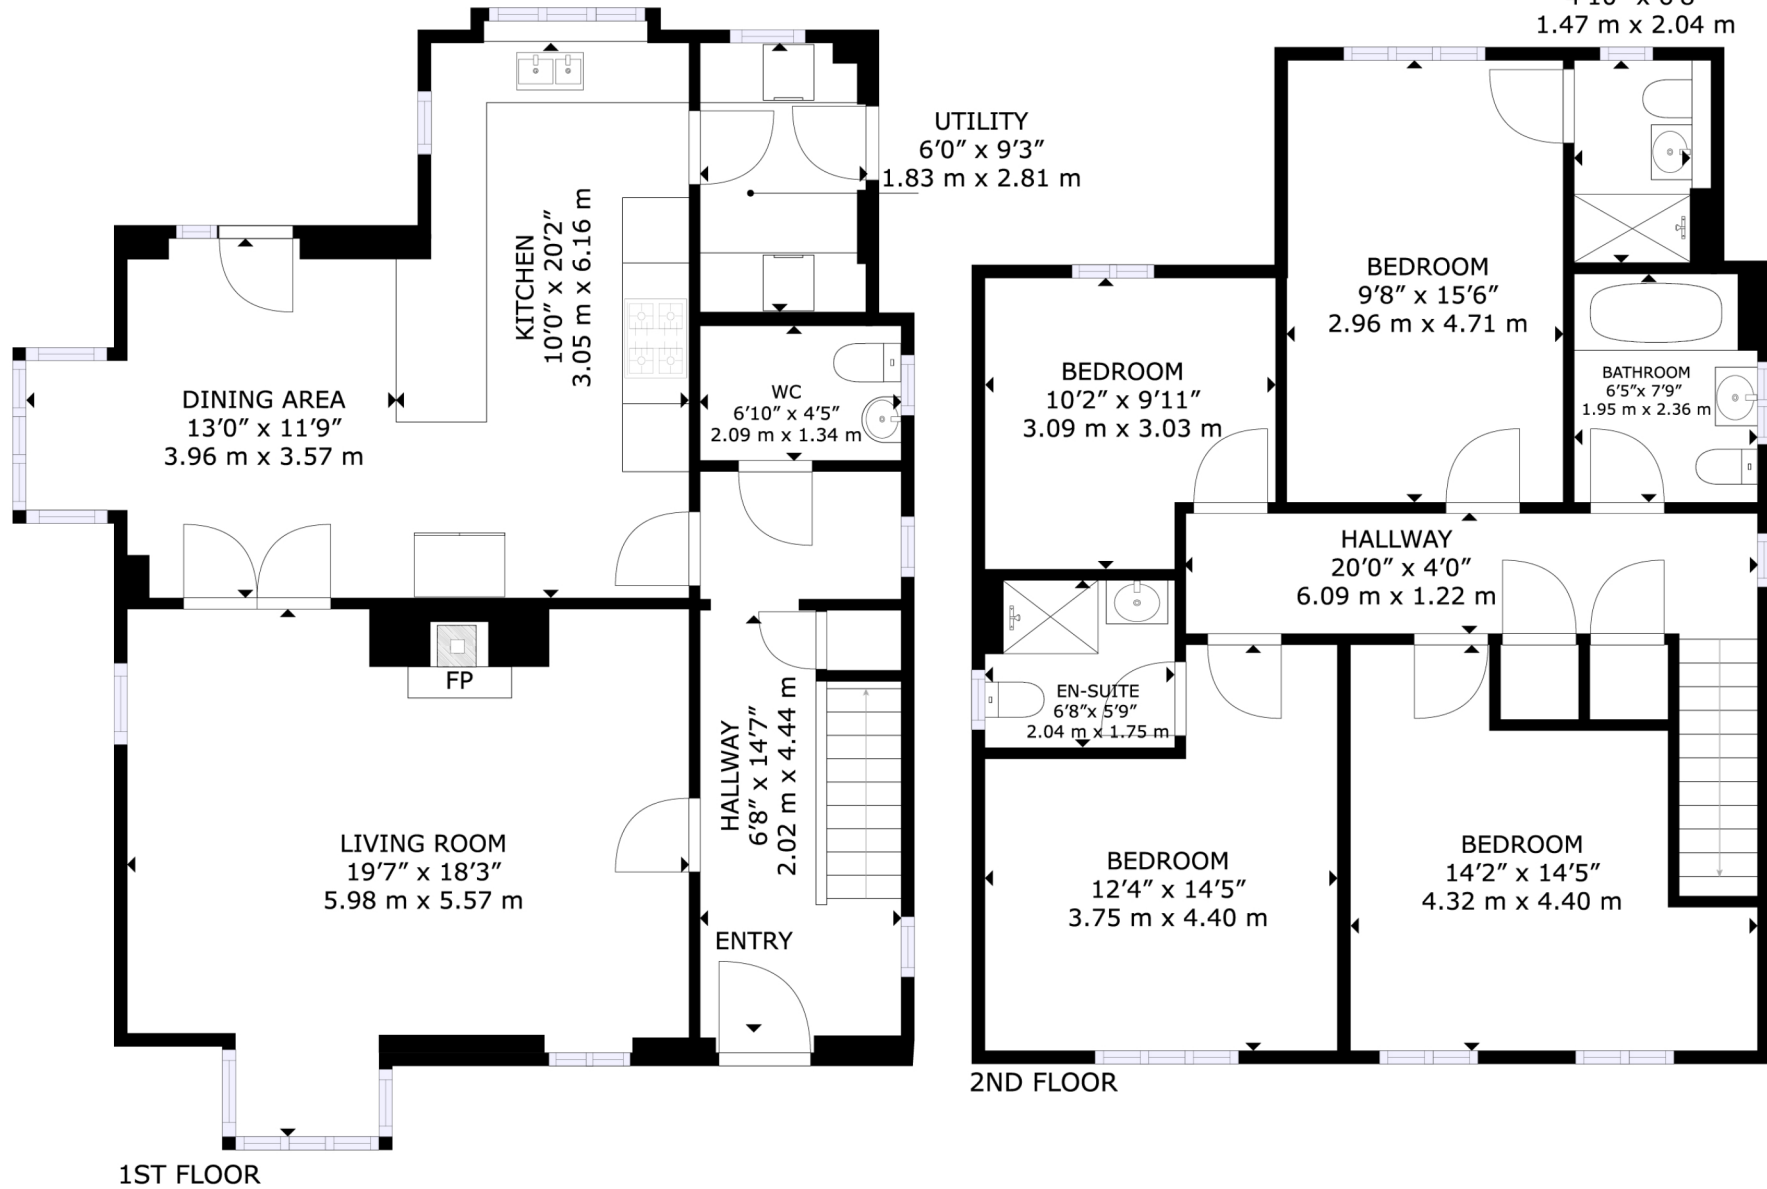 1.47 m x 2.04 m
UTILITY
6'0" x 9'3"
1.83 m x 2.81 m
KITCHEN
10'0" x 20'2"
3.05 m x 6.16 m
DINING AREA
13'0" x 11'9"
3.96 m x 3.57 m
WC
6'10" x 4'5"
2.09 m x 1.34 m
FP
LIVING ROOM
19'7" x 18'3"
5.98 m x 5.57 m
HALLWAY
6'8" x 14'7"
2.02 m x 4.44 m
ENTRY
1ST FLOOR
BEDROOM
9'8" x 15'6"
2.96 m x 4.71 m
BEDROOM
10'2" x 9'11"
3.09 m x 3.03 m
BATHROOM
6'5"x 7'9"
1.95 m x 2.36 m
HALLWAY
20'0" x 4'0"
6.09 m x 1.22 m
EN-SUITE
6'8"x 5'9"
2.04 m x 1.75 m
BEDROOM
12'4" x 14'5"
3.75 m x 4.40 m
BEDROOM
14'2" x 14'5"
4.32 m x 4.40 m
2ND FLOOR